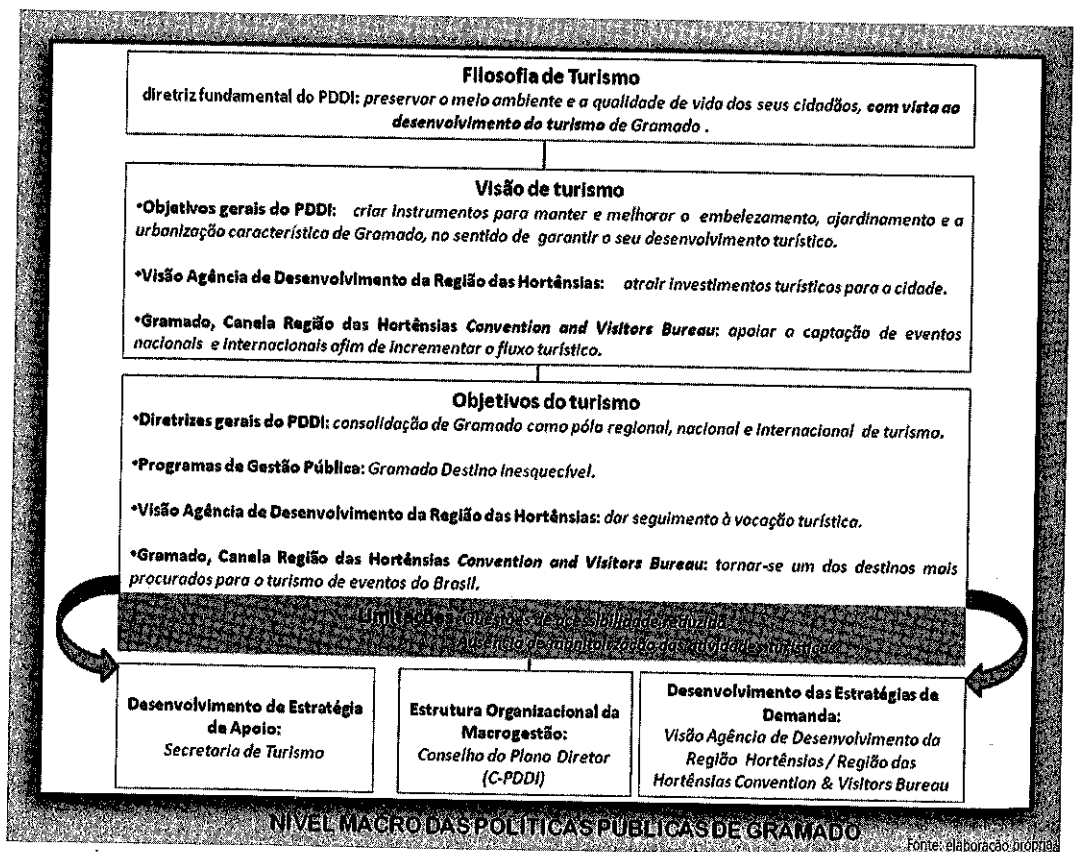 Filosofia de Turismo
diretriz fundamental do PDDI: preservar o meio ambiente e a qualidade de vida dos seus cidadãos, com vista ao
desenvolvimento do turismo de Gramado .
Visão de turismo
•Objetivos gerais do PDDI: criar instrumentos para manter e melhorar o embelezamento, ajardinamento e a
urbanização característica de Gramado, no sentido de garantir o seu desenvolvimento turístico.
•Visão Agência de Desenvolvimento da Região das Hortênsias: atrair investimentos turísticos para a cidade.
•Gramado, Canela Região das Hortênsias Convention and Visitors Bureau: apoiar a captação de eventos
nacionais e internacionais afim de incrementar o fluxo turístico.
Objetivos do turismo
•Diretrizes gerais do PDDI: consolidação de Gramado como pólo regional, nacional e internacional de turismo.
•Programas de Gestão Pública: Gramado Destino Inesquecível.
•Visão Agência de Desenvolvimento da Região das Hortênsias: dar seguimento à vocação turística.
•Gramado, Canela Região das Hortênsias Convention and Visitors Bureau: tornar-se um dos destinos mais
procurados para o turismo de eventos do Brasil.
Limitações: Questões de acessibilidade reduzida
Ausência de das atividades turísticas
Desenvolvimento de Estratégia
de Apoio:
Secretaria de Turismo
Estrutura Organizacional da
Macrogestão:
Conselho do Plano Diretor
(C-PDDI)
Desenvolvimento das Estratégias de
Demanda:
Visão Agência de Desenvolvimento da
Região Hortênsias / Região das
Hortênsias Convention & Visitors Bureau
NÍVEL MACRO DAS POLÍTICAS PÚBLICAS DE GRAMADO
Fonte: elaboração própria